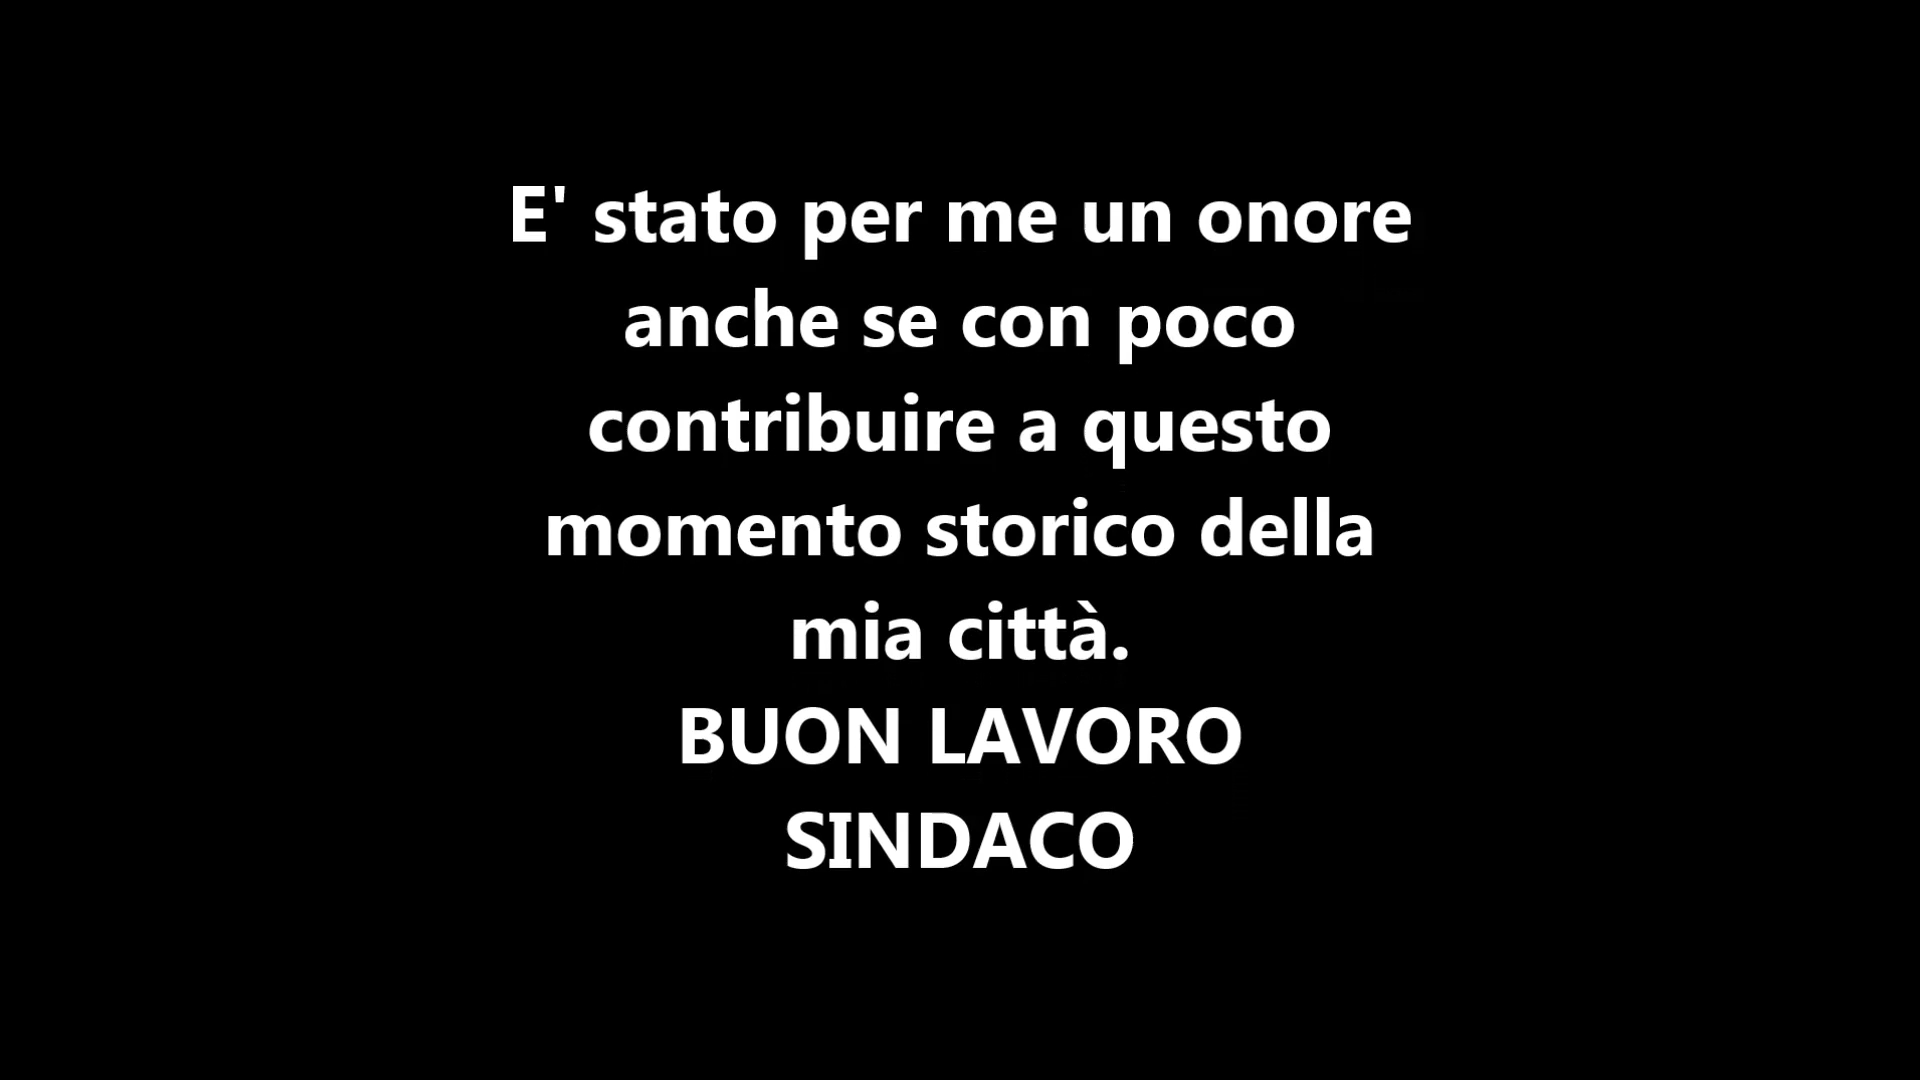 E' stato per me un onore
anche se con poco
contribuire a questo
momento storico della
mia città.
BUON LAVORO
SINDACO